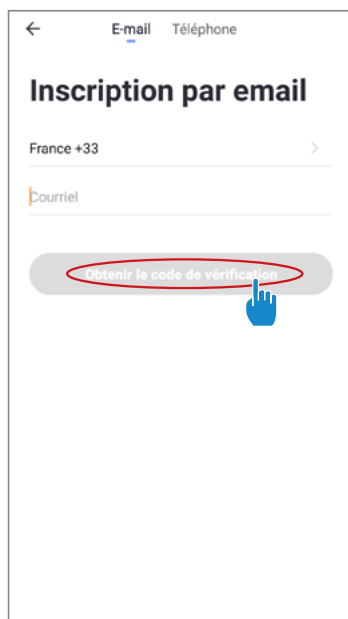 E-mail Téléphone
Inscription par email
France +33
Courriel
Obtenir le code de vérification